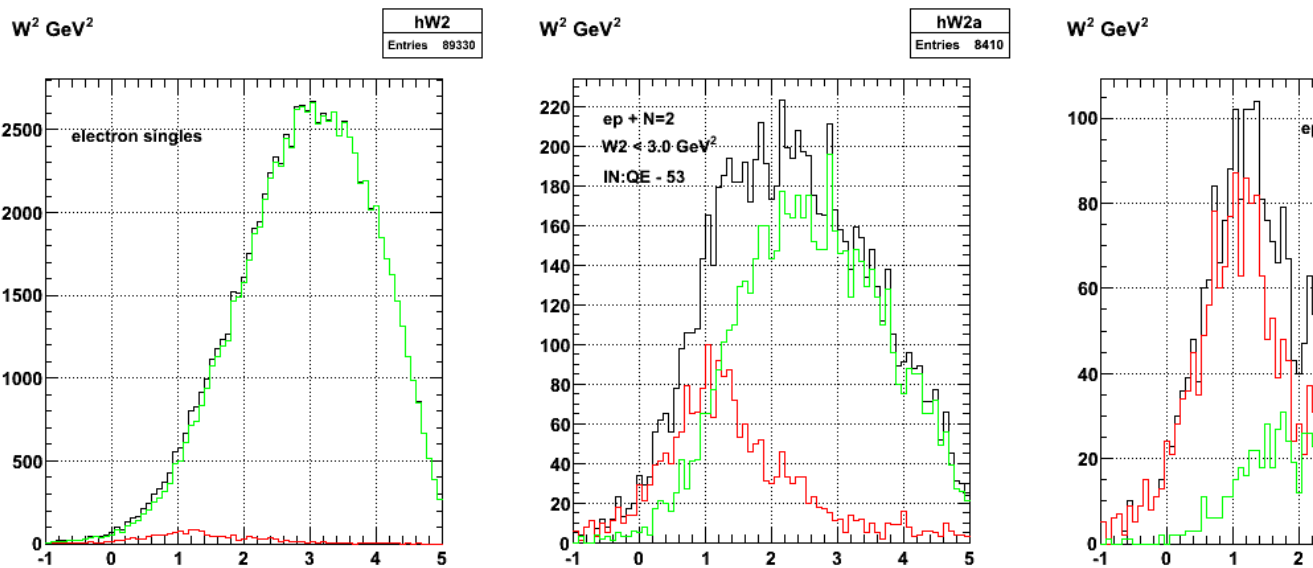 W² GeV²
hW2
Entries 89330
electron singles
2500
2000
1500
1000
500
0
-1 0 1 2 3 4 5
W² GeV²
hW2a
Entries 8410
ep + N=2
W2 < 3.0 GeV²
IN:QE - 53
220
200
180
160
140
120
100
80
60
40
20
0
-1 0 1 2 3 4 5
W² GeV²
ep
100
80
60
40
20
0
-1 0 1 2